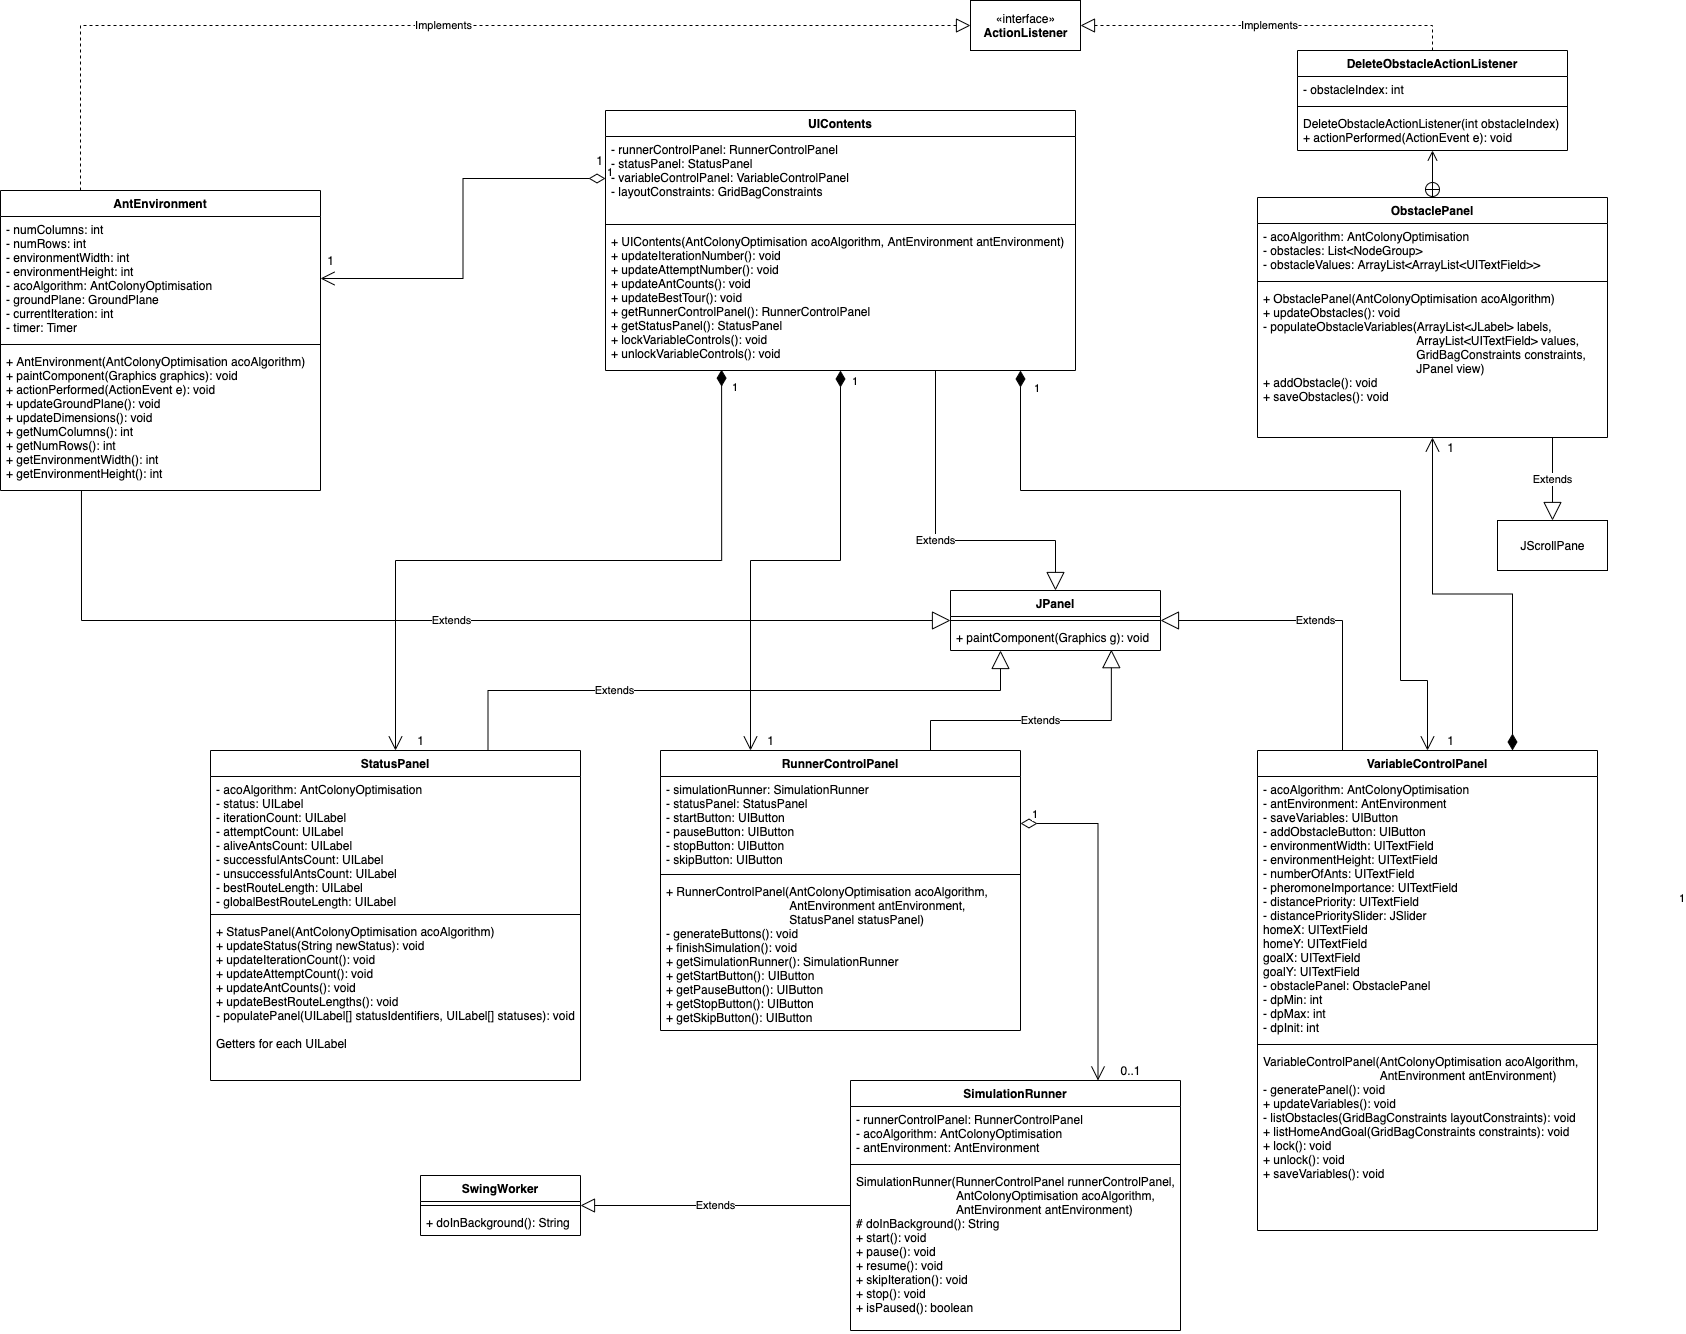 Implements
«interface»
ActionListener
Implements
DeleteObstacleActionListener
- obstacleIndex: int
DeleteObstacleActionListener(int obstacleIndex)
+ actionPerformed(ActionEvent e): void
UIContents
- runnerControlPanel: RunnerControlPanel
- statusPanel: StatusPanel
- variableControlPanel: VariableControlPanel
- layoutConstraints: GridBagConstraints
+ UIContents(AntColonyOptimisation acoAlgorithm, AntEnvironment antEnvironment)
+ updateIterationNumber(): void
+ updateAttemptNumber(): void
+ updateAntCounts(): void
+ updateBestTour(): void
+ getRunnerControlPanel(): RunnerControlPanel
+ getStatusPanel(): StatusPanel
+ lockVariableControls(): void
+ unlockVariableControls(): void
1
1
1
1
1
1
AntEnvironment
- numColumns: int
- numRows: int
- environmentWidth: int
- environmentHeight: int
- acoAlgorithm: AntColonyOptimisation
- groundPlane: GroundPlane
- currentIteration: int
- timer: Timer
+ AntEnvironment(AntColonyOptimisation acoAlgorithm)
+ paintComponent(Graphics graphics): void
+ actionPerformed(ActionEvent e): void
+ updateGroundPlane(): void
+ updateDimensions(): void
+ getNumColumns(): int
+ getNumRows(): int
+ getEnvironmentWidth(): int
+ getEnvironmentHeight(): int
ObstaclePanel
- acoAlgorithm: AntColonyOptimisation
- obstacles: List<NodeGroup>
- obstacleValues: ArrayList<ArrayList<UITextField>>
+ ObstaclePanel(AntColonyOptimisation acoAlgorithm)
+ updateObstacles(): void
- populateObstacleVariables(ArrayList<JLabel> labels,
ArrayList<UITextField> values,
GridBagConstraints constraints,
JPanel view)
+ addObstacle(): void
+ saveObstacles(): void
1
Extends
JScrollPane
Extends
JPanel
+ paintComponent(Graphics g): void
Extends
Extends
Extends
Extends
1
1
1
StatusPanel
- acoAlgorithm: AntColonyOptimisation
- status: UILabel
- iterationCount: UILabel
- attemptCount: UILabel
- aliveAntsCount: UILabel
- successfulAntsCount: UILabel
- unsuccessfulAntsCount: UILabel
- bestRouteLength: UILabel
- globalBestRouteLength: UILabel
+ StatusPanel(AntColonyOptimisation acoAlgorithm)
+ updateStatus(String newStatus): void
+ updateIterationCount(): void
+ updateAttemptCount(): void
+ updateAntCounts(): void
+ updateBestRouteLengths(): void
- populatePanel(UILabel[] statusIdentifiers, UILabel[] statuses): void
Getters for each UILabel
RunnerControlPanel
- simulationRunner: SimulationRunner
- statusPanel: StatusPanel
- startButton: UIButton
- pauseButton: UIButton
- stopButton: UIButton
- skipButton: UIButton
+ RunnerControlPanel(AntColonyOptimisation acoAlgorithm,
AntEnvironment antEnvironment,
StatusPanel statusPanel)
- generateButtons(): void
+ finishSimulation(): void
+ getSimulationRunner(): SimulationRunner
+ getStartButton(): UIButton
+ getPauseButton(): UIButton
+ getStopButton(): UIButton
+ getSkipButton(): UIButton
1
0..1
VariableControlPanel
- acoAlgorithm: AntColonyOptimisation
- antEnvironment: AntEnvironment
- saveVariables: UIButton
- addObstacleButton: UIButton
- environmentWidth: UITextField
- environmentHeight: UITextField
- numberOfAnts: UITextField
- pheromoneImportance: UITextField
- distancePriority: UITextField
- distancePrioritySlider: JSlider
homeX: UITextField
homeY: UITextField
goalX: UITextField
goalY: UITextField
- obstaclePanel: ObstaclePanel
- dpMin: int
- dpMax: int
- dpInit: int
VariableControlPanel(AntColonyOptimisation acoAlgorithm,
AntEnvironment antEnvironment)
- generatePanel(): void
+ updateVariables(): void
- listObstacles(GridBagConstraints layoutConstraints): void
+ listHomeAndGoal(GridBagConstraints constraints): void
+ lock(): void
+ unlock(): void
+ saveVariables(): void
1
SimulationRunner
- runnerControlPanel: RunnerControlPanel
- acoAlgorithm: AntColonyOptimisation
- antEnvironment: AntEnvironment
SimulationRunner(RunnerControlPanel runnerControlPanel,
AntColonyOptimisation acoAlgorithm,
AntEnvironment antEnvironment)
# doInBackground(): String
+ start(): void
+ pause(): void
+ resume(): void
+ skipIteration(): void
+ stop(): void
+ isPaused(): boolean
Extends
SwingWorker
+ doInBackground(): String